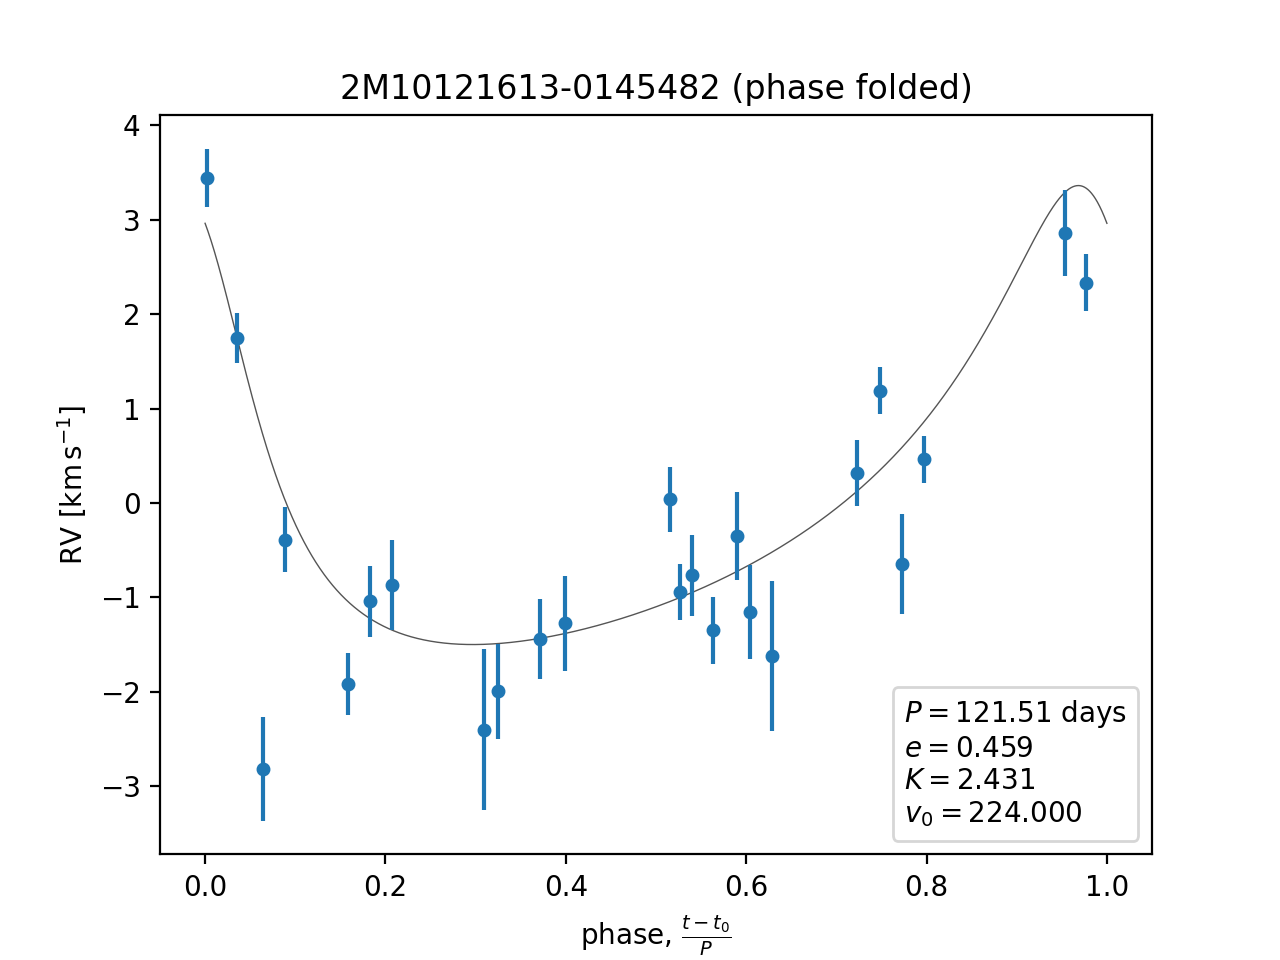 2M10121613-0145482 (phase folded)
4
3
2
1
0
−1
−2
−3
RV [km s⁻¹]
P = 121.51 days
e = 0.459
K = 2.431
v₀ = 224.000
0.0 0.2 0.4 0.6 0.8 1.0
phase, (t − t₀)/P